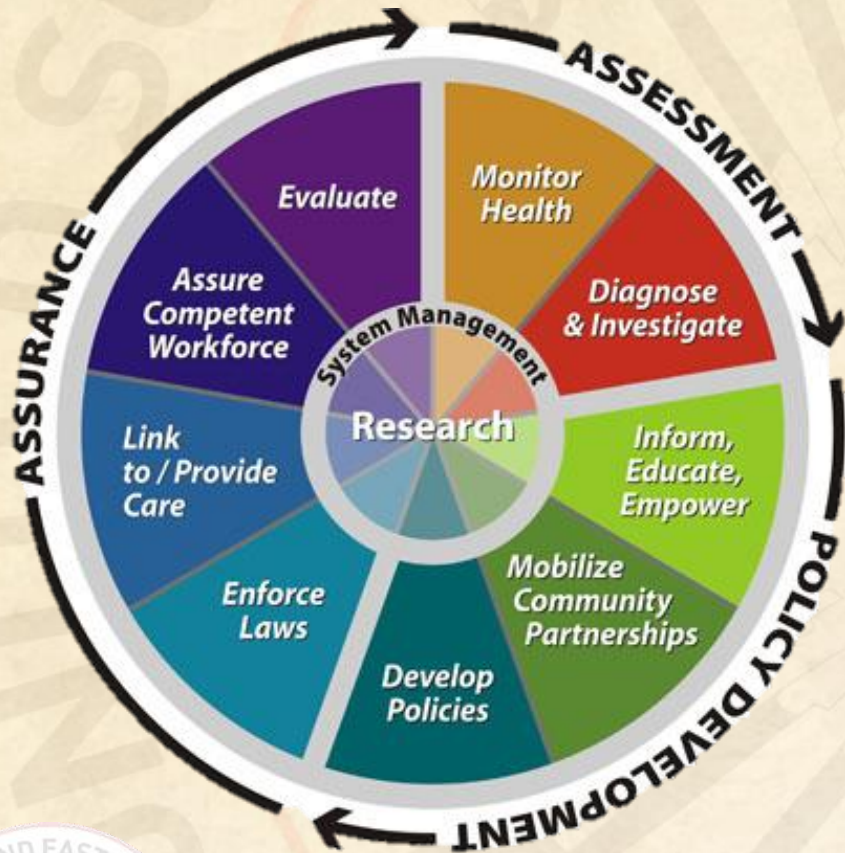 ASSESSMENT
Monitor
Health
Diagnose
& Investigate
POLICY DEVELOPMENT
Inform,
Educate,
Empower
Mobilize
Community
Partnerships
Develop
Policies
ASSURANCE
Enforce
Laws
Link
to / Provide
Care
Assure
Competent
Workforce
Evaluate
System Management
Research